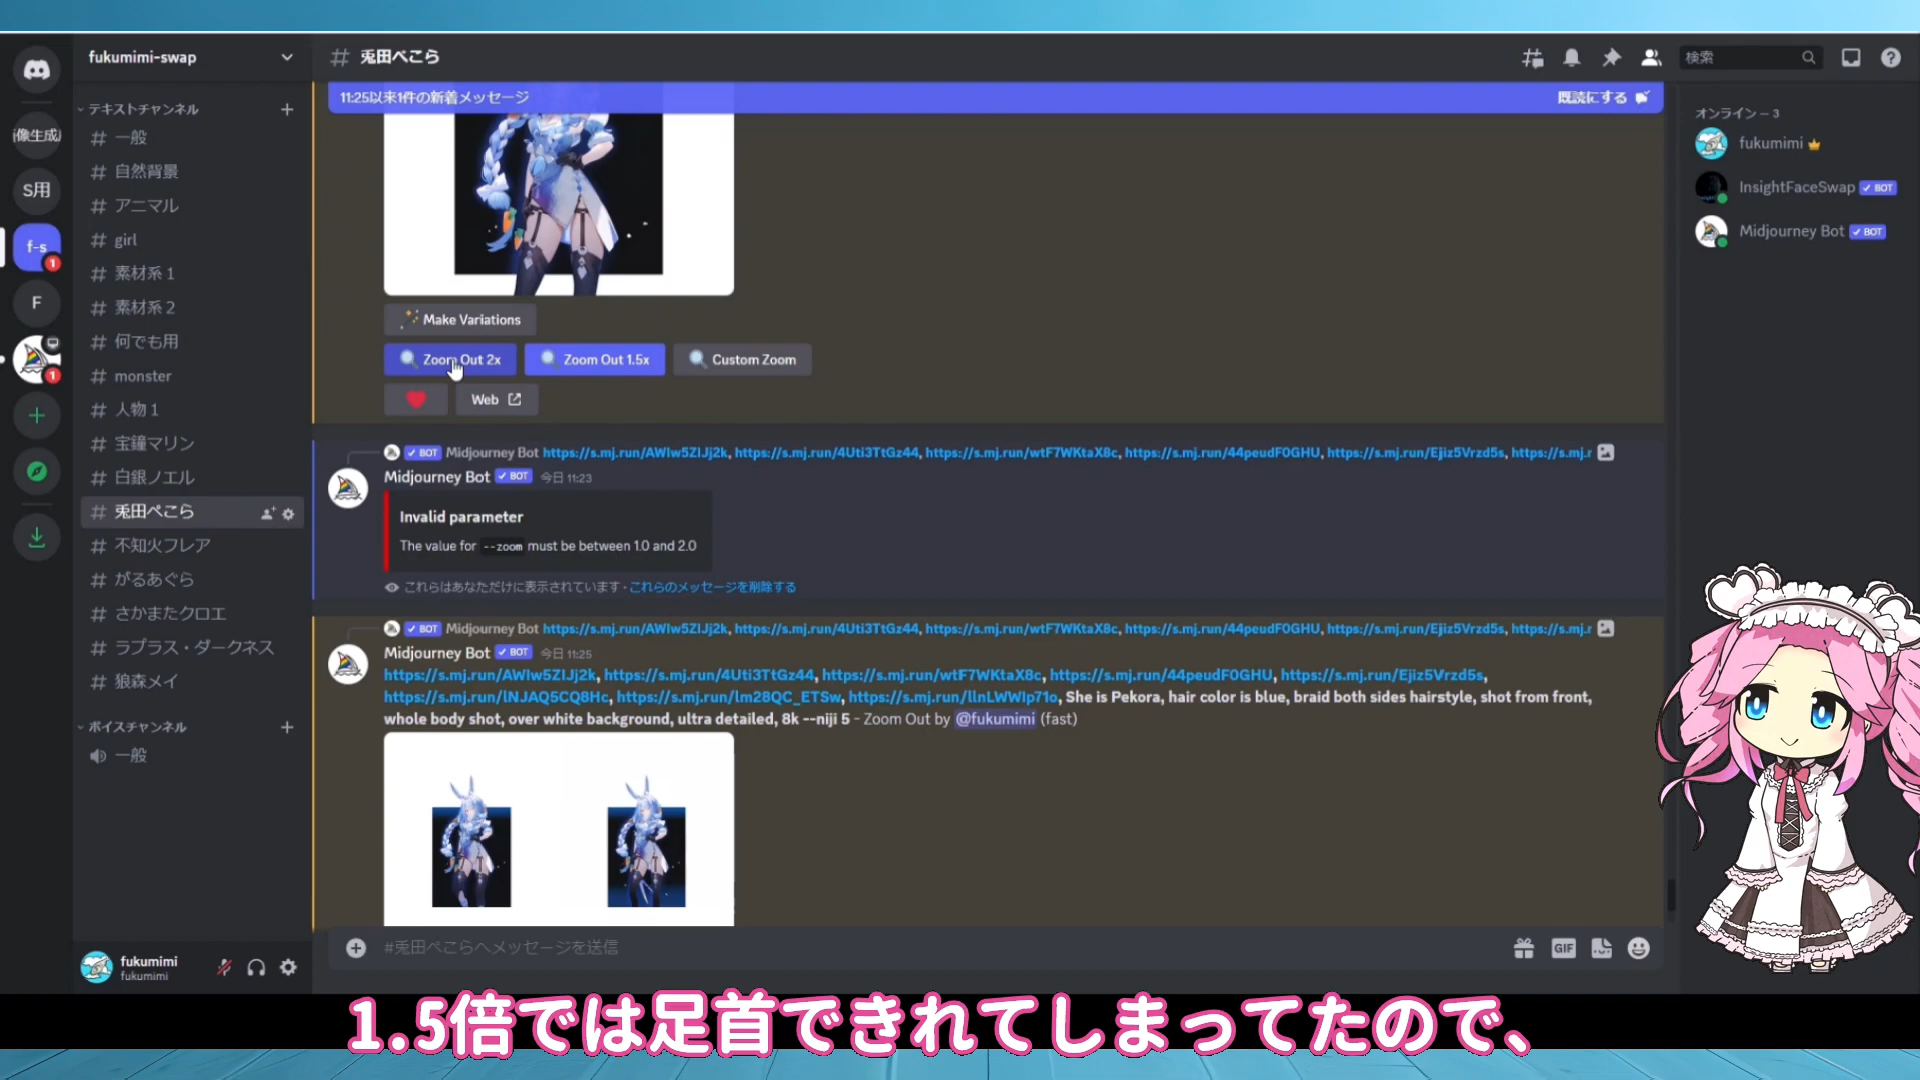 fukumimi-swap
兎田ぺこら
検索
11:25以来1件の新着メッセージ
既読にする
像生成
S用
f-s
1
F
1
テキストチャンネル
一般
自然背景
アニマル
girl
素材系1
素材系2
何でも用
monster
人物1
宝鐘マリン
白銀ノエル
兎田ぺこら
不知火フレア
がるあぐら
さかまたクロエ
ラプラス・ダークネス
狼森メイ
ボイスチャンネル
一般
fukumimi
fukumimi
Make Variations
Zoom Out 2x
Zoom Out 1.5x
Custom Zoom
Web
BOT Midjourney Bot https://s.mj.run/AWIw5ZIJj2k, https://s.mj.run/4Uti3TtGz44, https://s.mj.run/wtF7WKtaX8c, https://s.mj.run/44peudF0GHU, https://s.mj.run/Ejiz5Vrzd5s, https://s.mj.r
Midjourney Bot BOT 今日 11:23
Invalid parameter
The value for --zoom must be between 1.0 and 2.0
これらはあなただけに表示されています・これらのメッセージを削除する
BOT Midjourney Bot https://s.mj.run/AWIw5ZIJj2k, https://s.mj.run/4Uti3TtGz44, https://s.mj.run/wtF7WKtaX8c, https://s.mj.run/44peudF0GHU, https://s.mj.run/Ejiz5Vrzd5s, https://s.mj.r
Midjourney Bot BOT 今日 11:25
https://s.mj.run/AWIw5ZIJj2k, https://s.mj.run/4Uti3TtGz44, https://s.mj.run/wtF7WKtaX8c, https://s.mj.run/44peudF0GHU, https://s.mj.run/Ejiz5Vrzd5s,
https://s.mj.run/lNJAQ5CQ8Hc, https://s.mj.run/lm28QC_ETSw, https://s.mj.run/llnLWWIp71o, She is Pekora, hair color is blue, braid both sides hairstyle, shot from front,
whole body shot, over white background, ultra detailed, 8k --niji 5 - Zoom Out by @fukumimi (fast)
#兎田ぺこらへメッセージを送信
GIF
オンライン — 3
fukumimi
InsightFaceSwap BOT
Midjourney Bot BOT
1.5倍では足首できれてしまってたので、